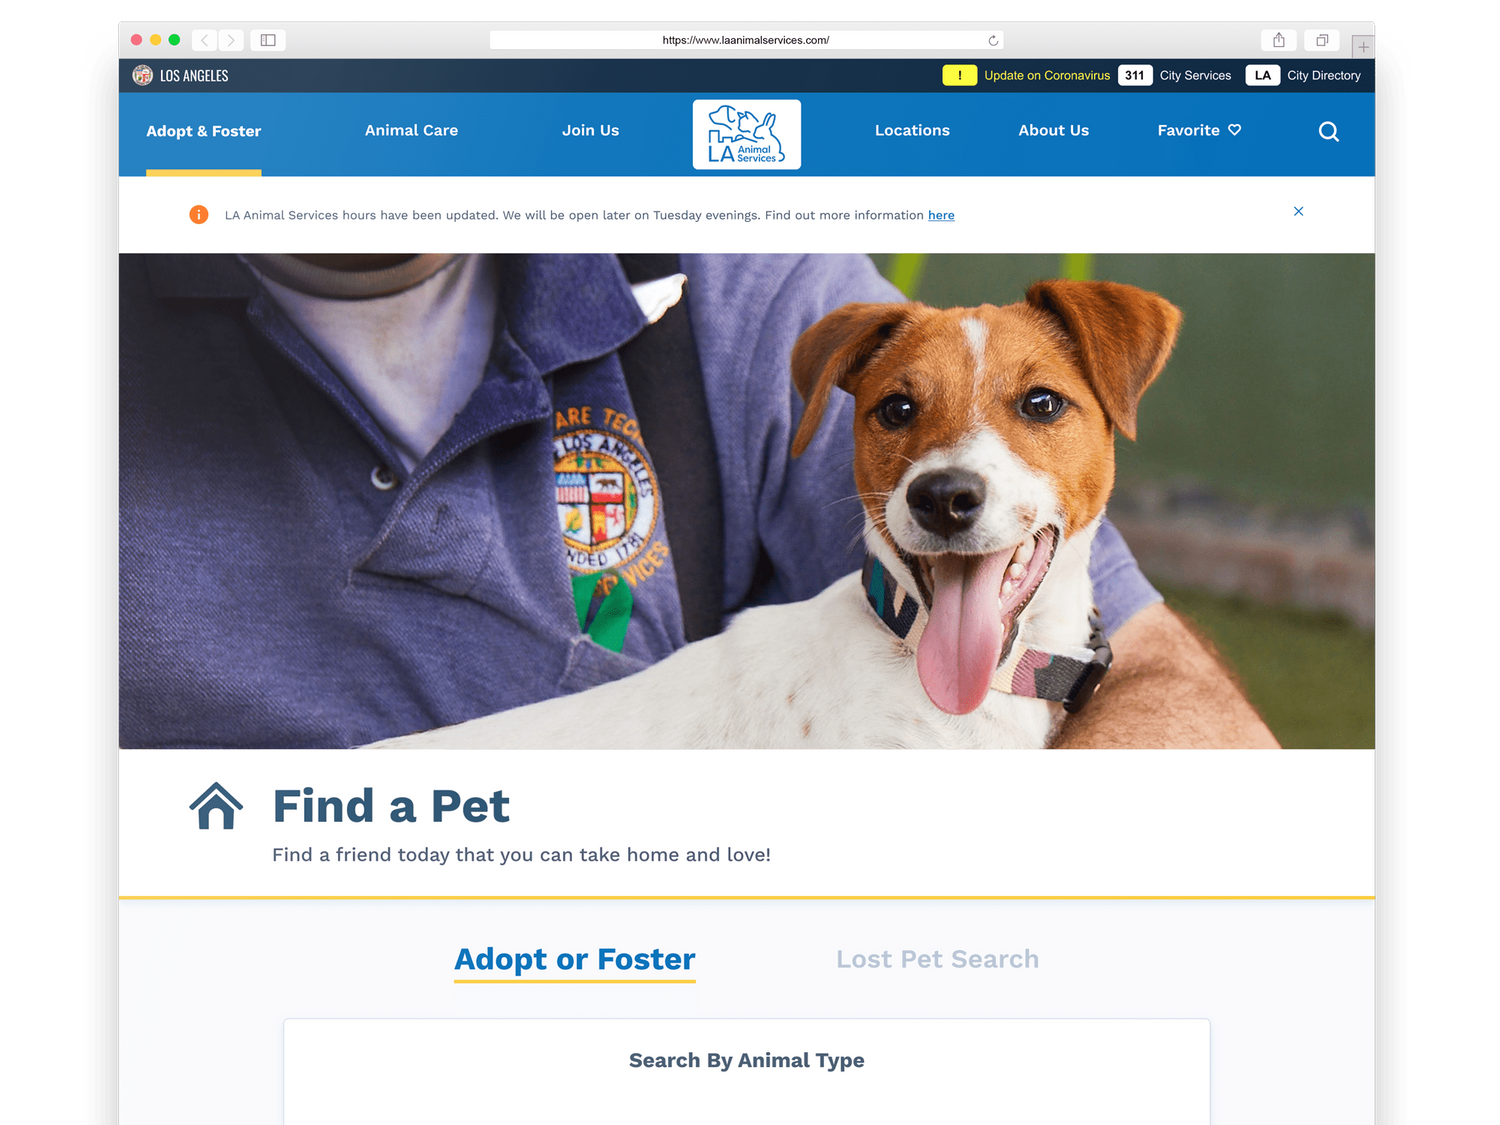 https://www.laanimalservices.com/
LOS ANGELES
! Update on Coronavirus 311 City Services LA City Directory
Adopt & Foster Animal Care Join Us LA Animal Services Locations About Us Favorite
LA Animal Services hours have been updated. We will be open later on Tuesday evenings. Find out more information here
ARE TEC
LOS ANGELES
NDED 1781
SERVICES
Find a Pet
Find a friend today that you can take home and love!
Adopt or Foster Lost Pet Search
Search By Animal Type